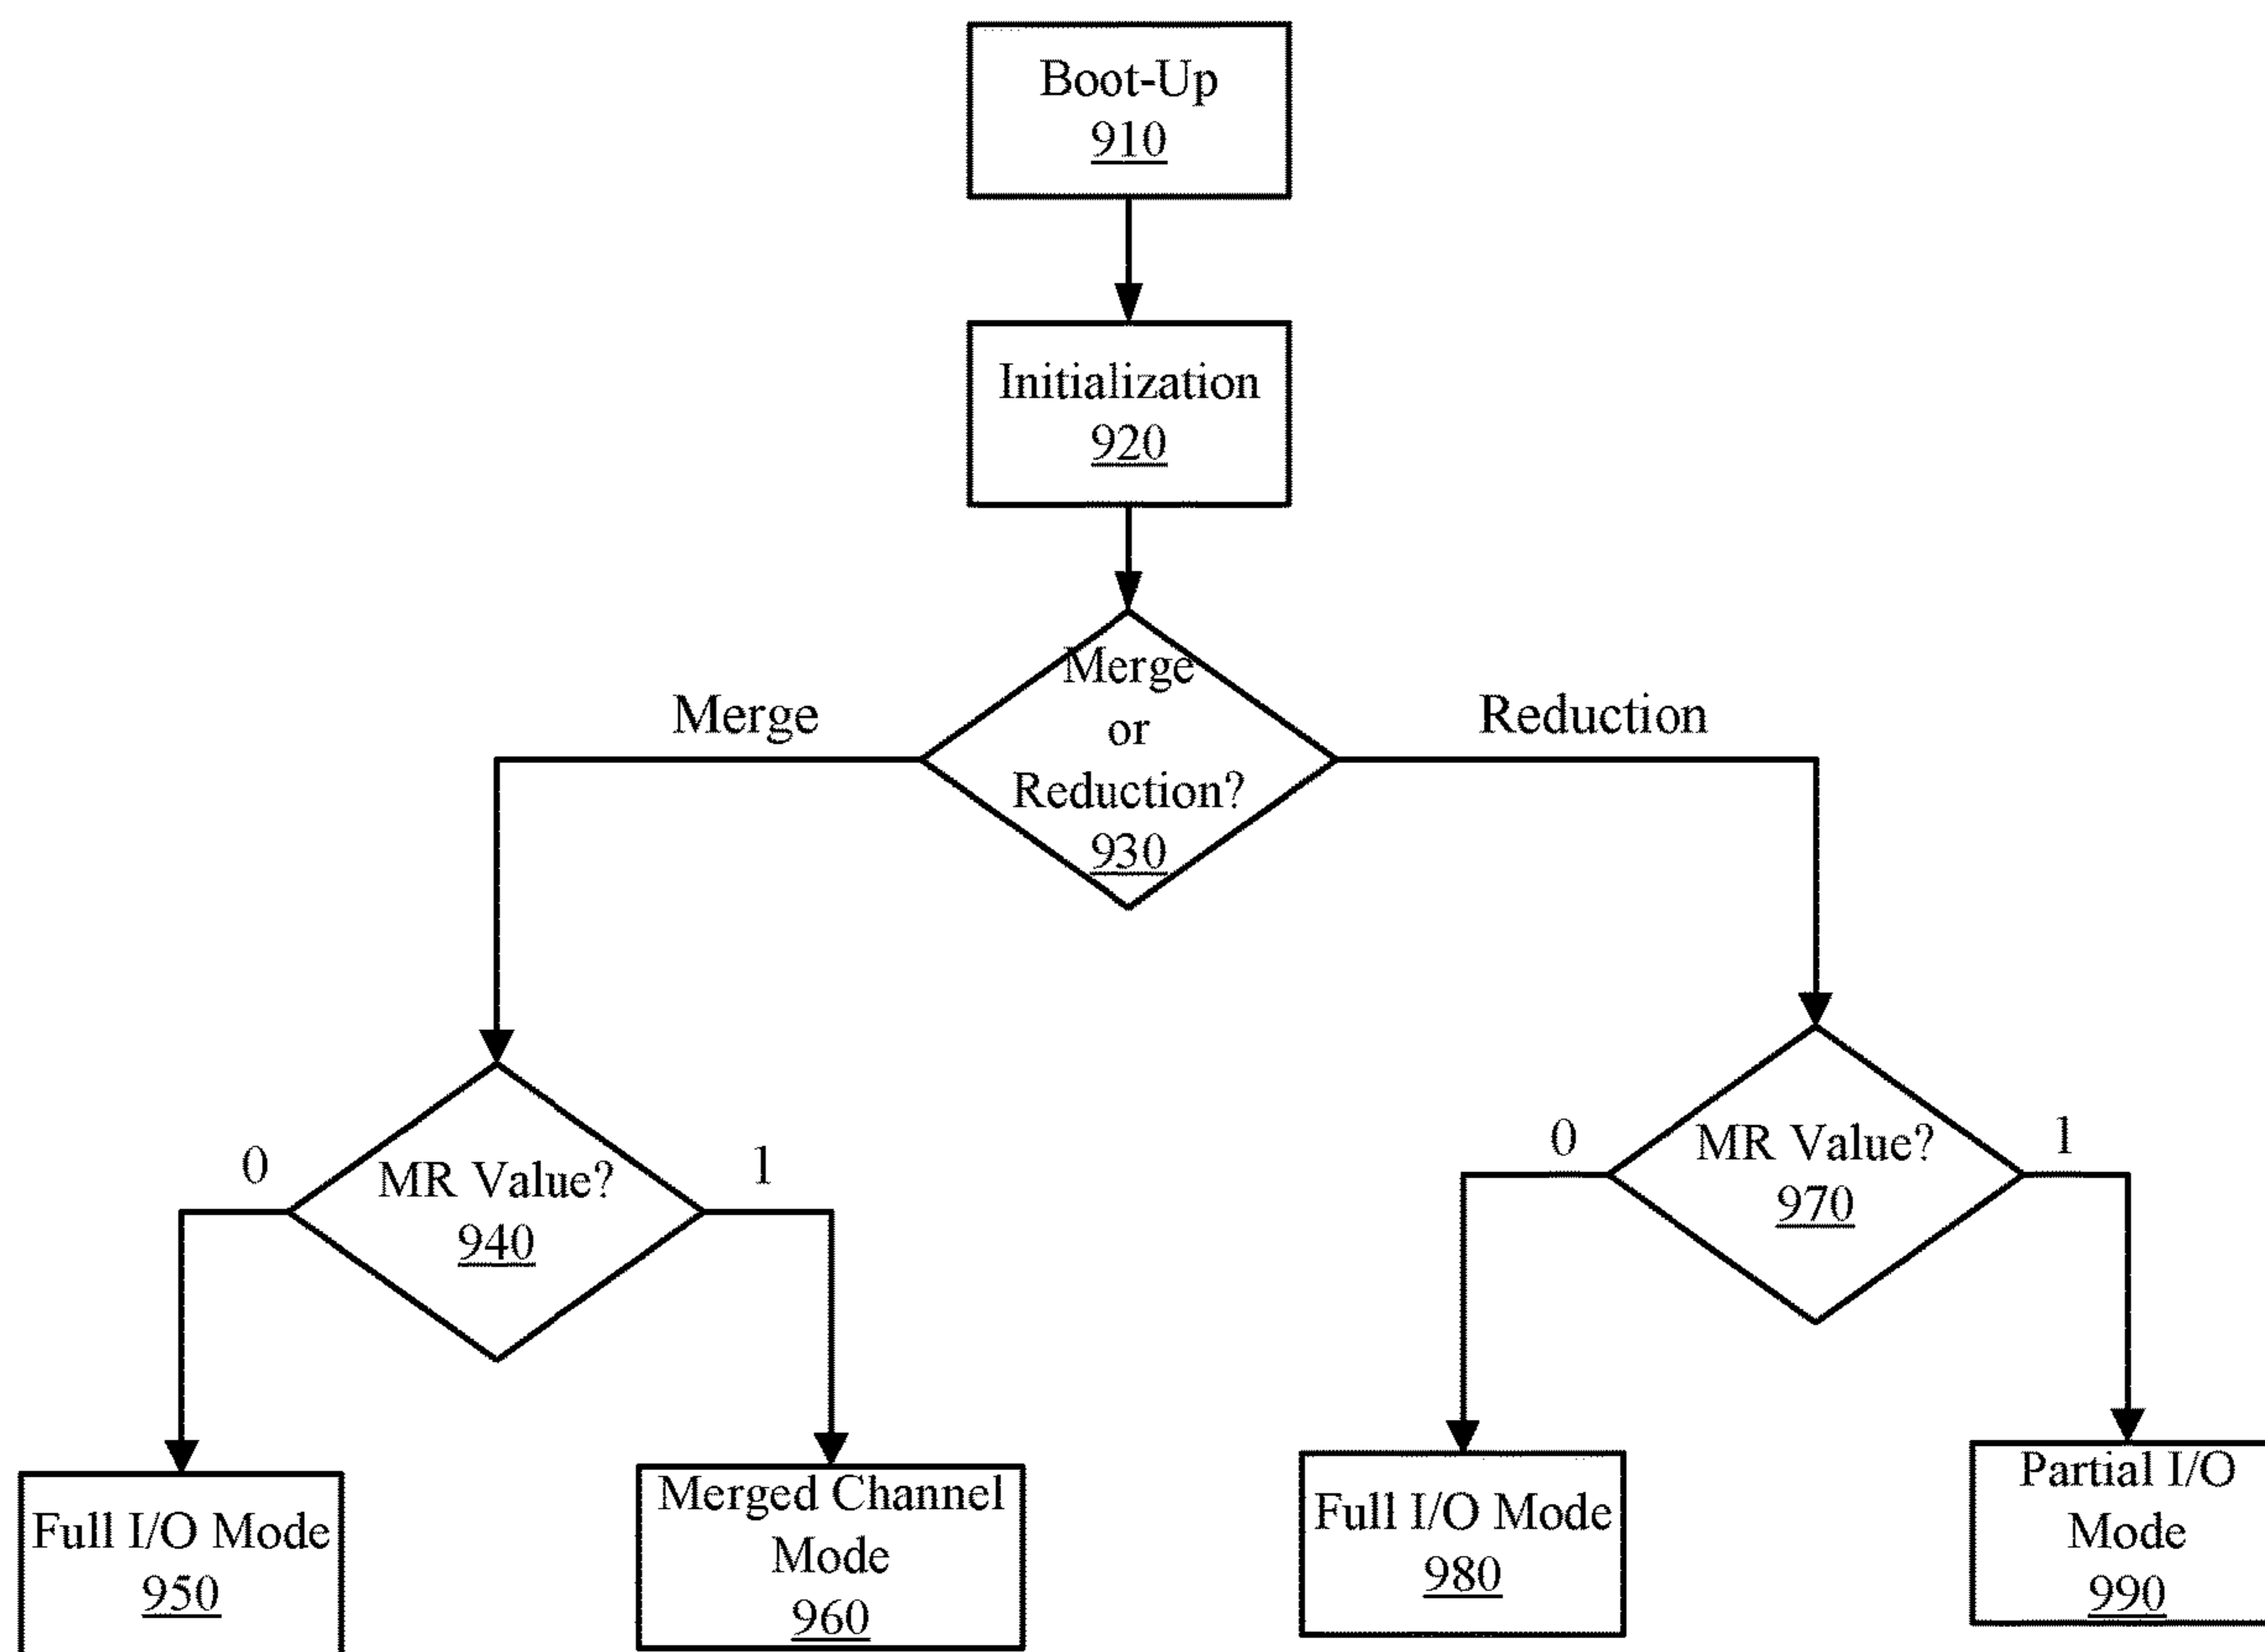 Boot-Up
910
Initialization
920
Merge
or
Reduction?
930
Merge
Reduction
MR Value?
940
0
1
MR Value?
970
0
1
Full I/O Mode
950
Merged Channel
Mode
960
Full I/O Mode
980
Partial I/O
Mode
990